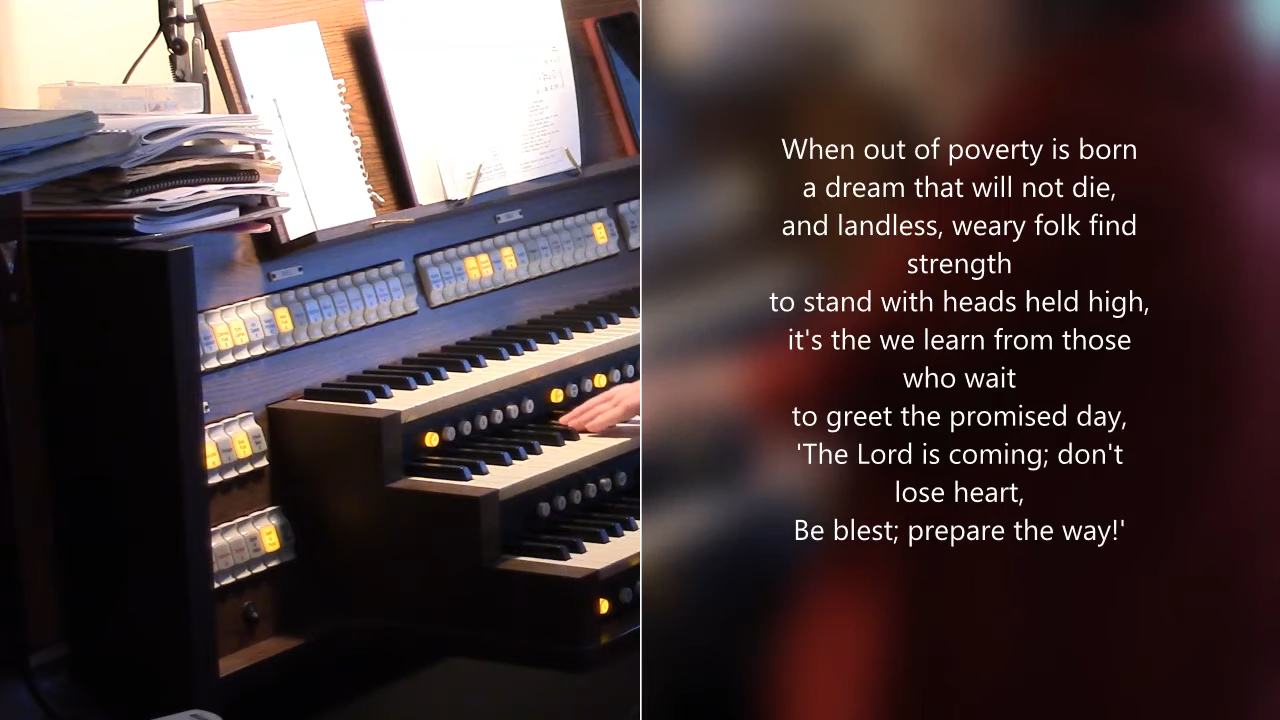 When out of poverty is born
a dream that will not die,
and landless, weary folk find
strength
to stand with heads held high,
it's the we learn from those
who wait
to greet the promised day,
'The Lord is coming; don't
lose heart,
Be blest; prepare the way!'